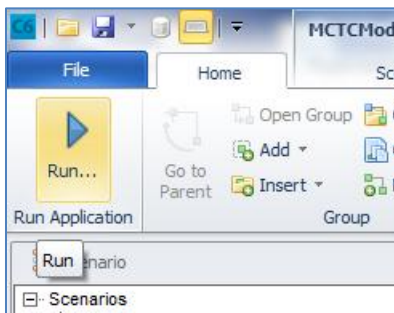 C6
MCTCMod
File
Home
Sc
Run...
Run Application
Go to
Parent
Open Group
Add
Insert
Group
Run
enario
Scenarios